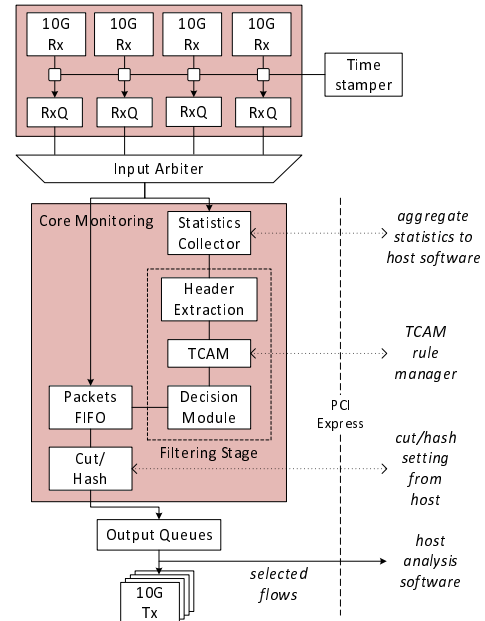 10G
Rx
10G
Rx
10G
Rx
10G
Rx
Time
stamper
RxQ
RxQ
RxQ
RxQ
Input Arbiter
Core Monitoring
Statistics
Collector
aggregate
statistics to
host software
Header
Extraction
TCAM
TCAM
rule
manager
Packets
FIFO
Decision
Module
PCI
Express
Filtering Stage
Cut/
Hash
cut/hash
setting
from
host
Output Queues
host
analysis
software
selected
flows
10G
Tx